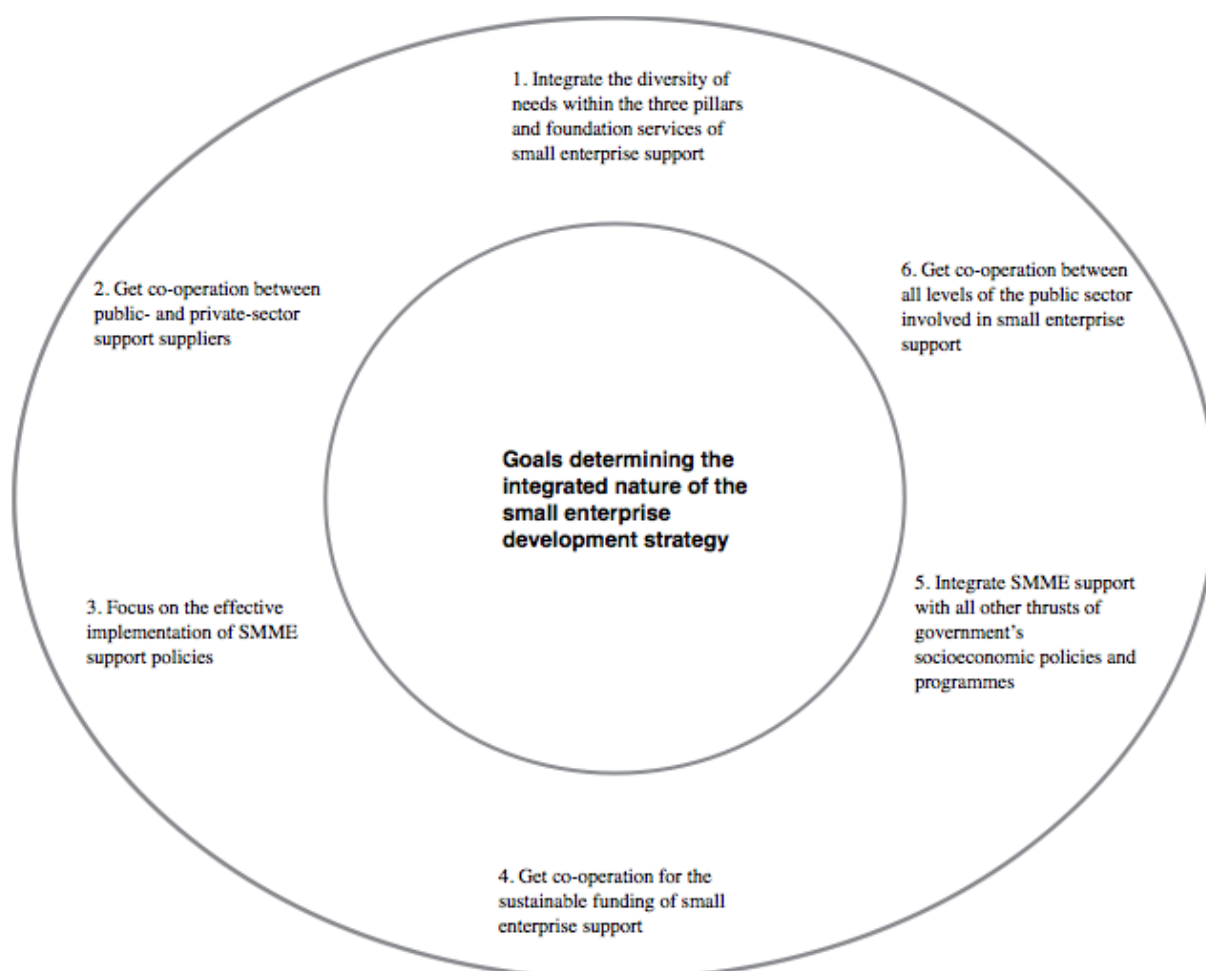 1. Integrate the diversity of
needs within the three pillars
and foundation services of
small enterprise support
2. Get co-operation between
public- and private-sector
support suppliers
3. Focus on the effective
implementation of SMME
support policies
4. Get co-operation for the
sustainable funding of small
enterprise support
5. Integrate SMME support
with all other thrusts of
government’s
socioeconomic policies and
programmes
6. Get co-operation between
all levels of the public sector
involved in small enterprise
support
Goals determining the
integrated nature of the
small enterprise
development strategy